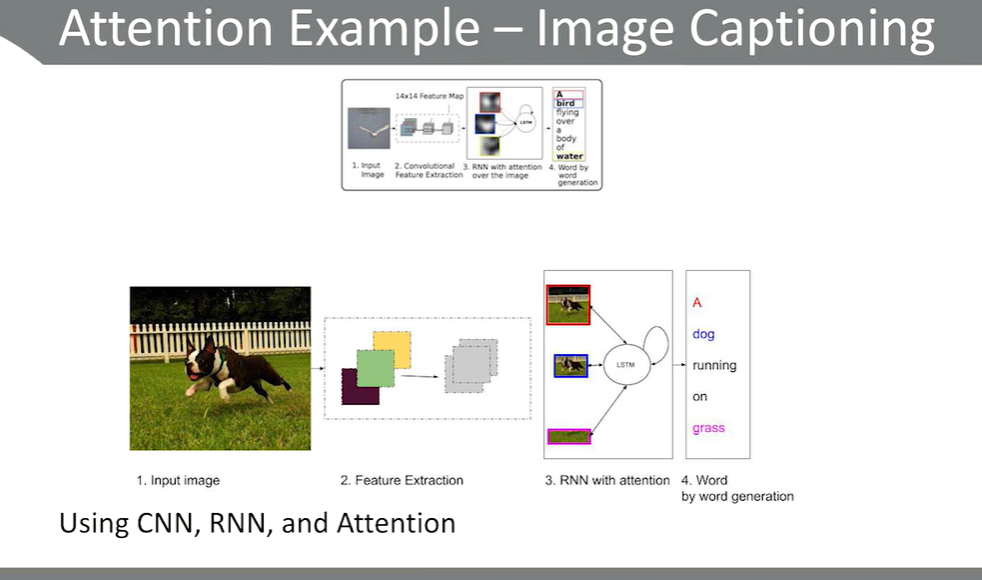 Attention Example – Image Captioning
14x14 Feature Map
LSTM
A
bird
flying
over
a
body
of
water
1. Input
Image
2. Convolutional
Feature Extraction
3. RNN with attention
over the image
4. Word by
word
generation
LSTM
A
dog
running
on
grass
1. Input image
2. Feature Extraction
3. RNN with attention
4. Word
by word generation
Using CNN, RNN, and Attention